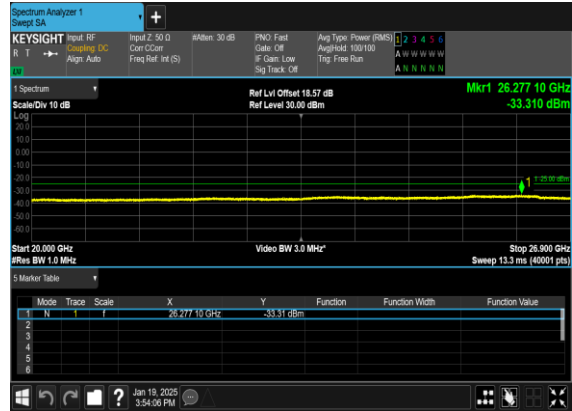 Spectrum Analyzer 1
Swept SA
KEYSIGHT Input: RF Input Z: 50 Ω #Atten: 30 dB PNO: Fast Avg Type: Power (RMS) 1 2 3 4 5 6
R T Coupling: DC Corr CCorr Gate: Off Avg|Hold: 100/100 A W W W W W
Align: Auto Freq Ref: Int (S) IF Gain: Low Trig: Free Run
Sig Track: Off A N N N N N
1 Spectrum Ref Lvl Offset 18.57 dB Mkr1 26.277 10 GHz
Scale/Div 10 dB Ref Level 30.00 dBm -33.310 dBm
Log
20.0
10.0
0.00
-10.0
-20.0 1 -25.00 dBm
-30.0
-40.0
-50.0
-60.0
Start 20.000 GHz Video BW 3.0 MHz* Stop 26.900 GHz
#Res BW 1.0 MHz Sweep 13.3 ms (40001 pts)
5 Marker Table
Mode Trace Scale X Y Function Function Width Function Value
1 N 1 f 26.277 10 GHz -33.31 dBm
2
3
4
5
6
? Jan 19, 2025
3:54:06 PM